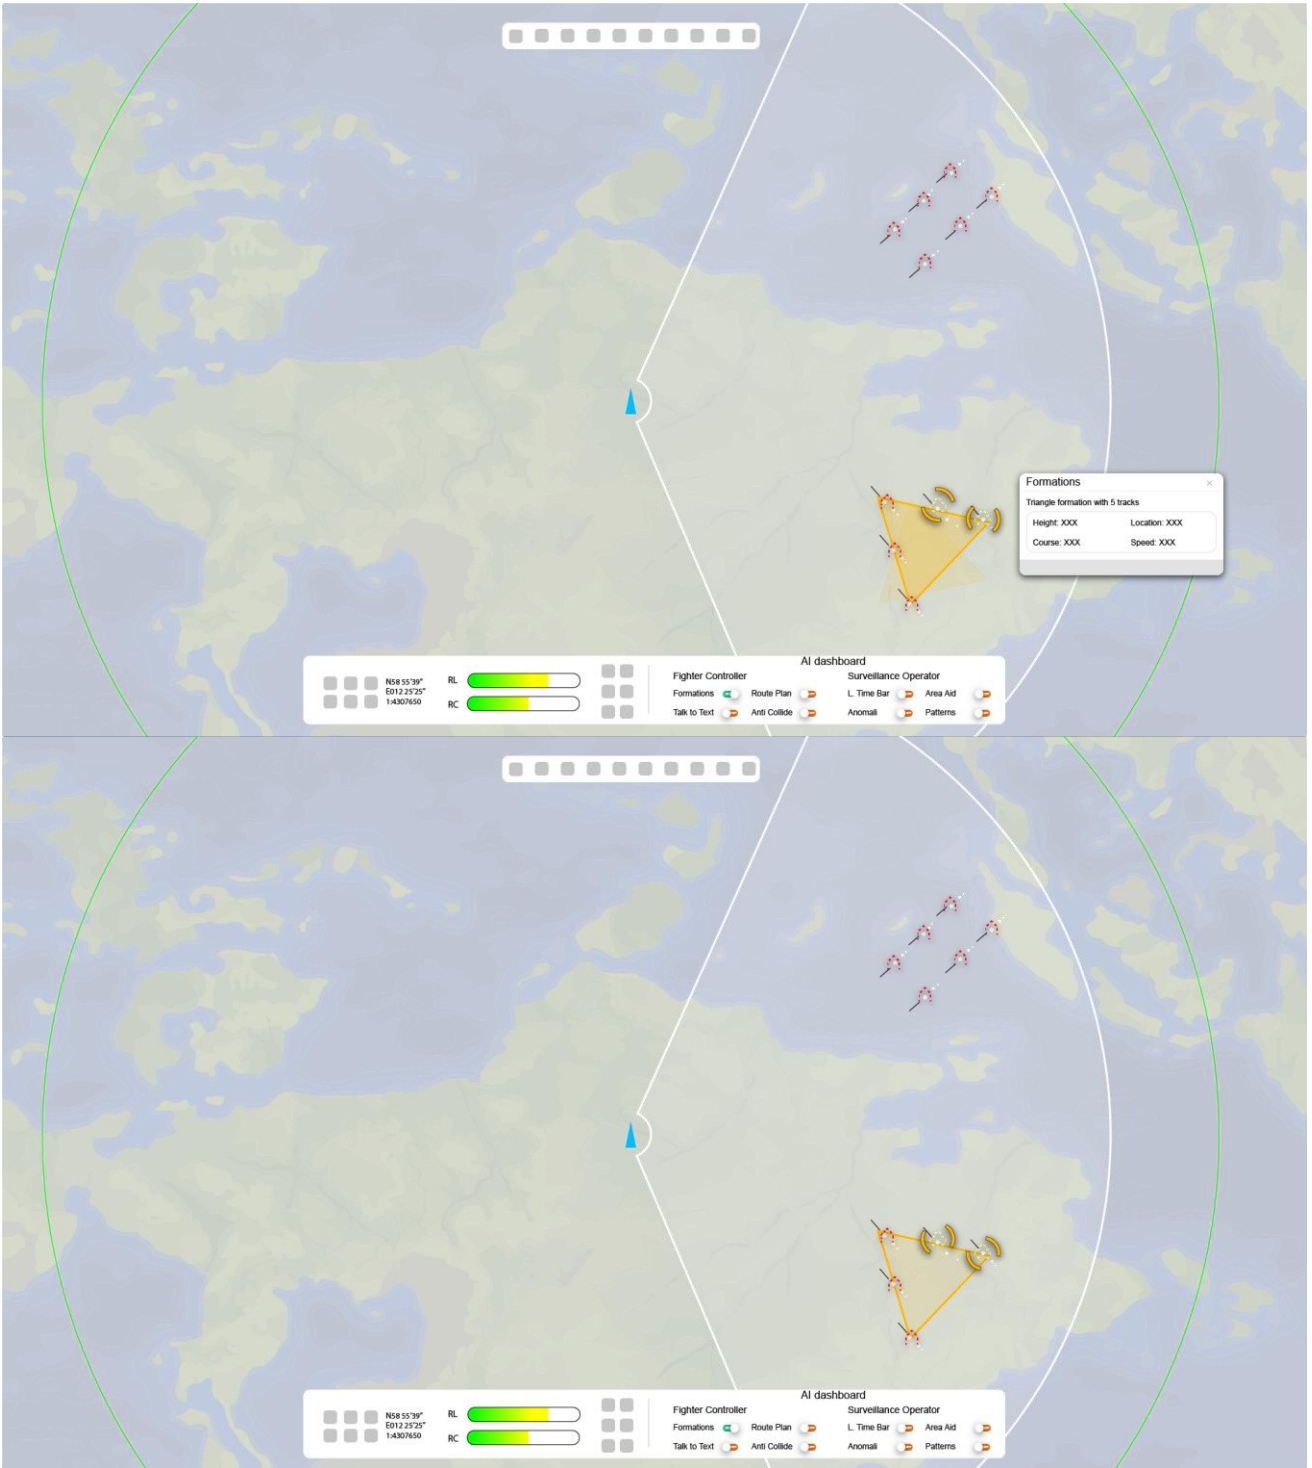 Formations
Triangle formation with 5 tracks
Height: XXX Location: XXX
Course: XXX Speed: XXX
AI dashboard
N58 55'39"
E012 25'25"
1:4307650
RL
RC
Fighter Controller Surveillance Operator
Formations Route Plan L. Time Bar Area Aid
Talk to Text Anti Collide Anomali Patterns
AI dashboard
N58 55'39"
E012 25'25"
1:4307650
RL
RC
Fighter Controller Surveillance Operator
Formations Route Plan L. Time Bar Area Aid
Talk to Text Anti Collide Anomali Patterns